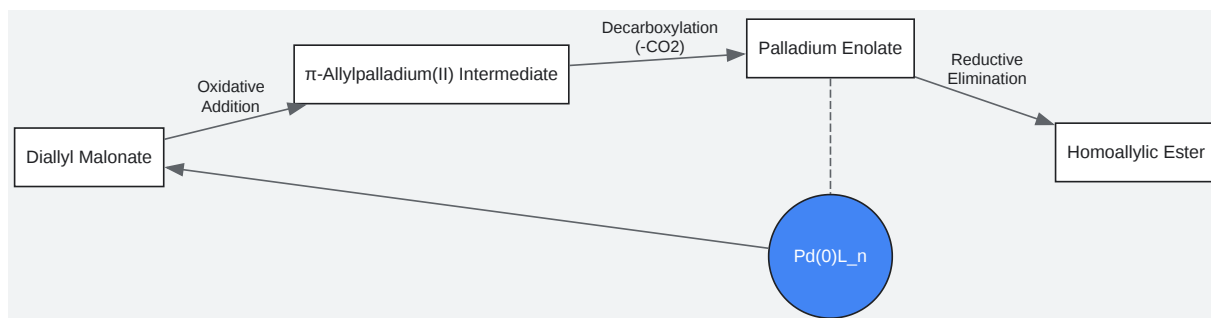 Decarboxylation
(-CO2)
Palladium Enolate
π-Allylpalladium(II) Intermediate
Reductive
Elimination
Oxidative
Addition
Diallyl Malonate
Homoallylic Ester
Pd(0)L_n